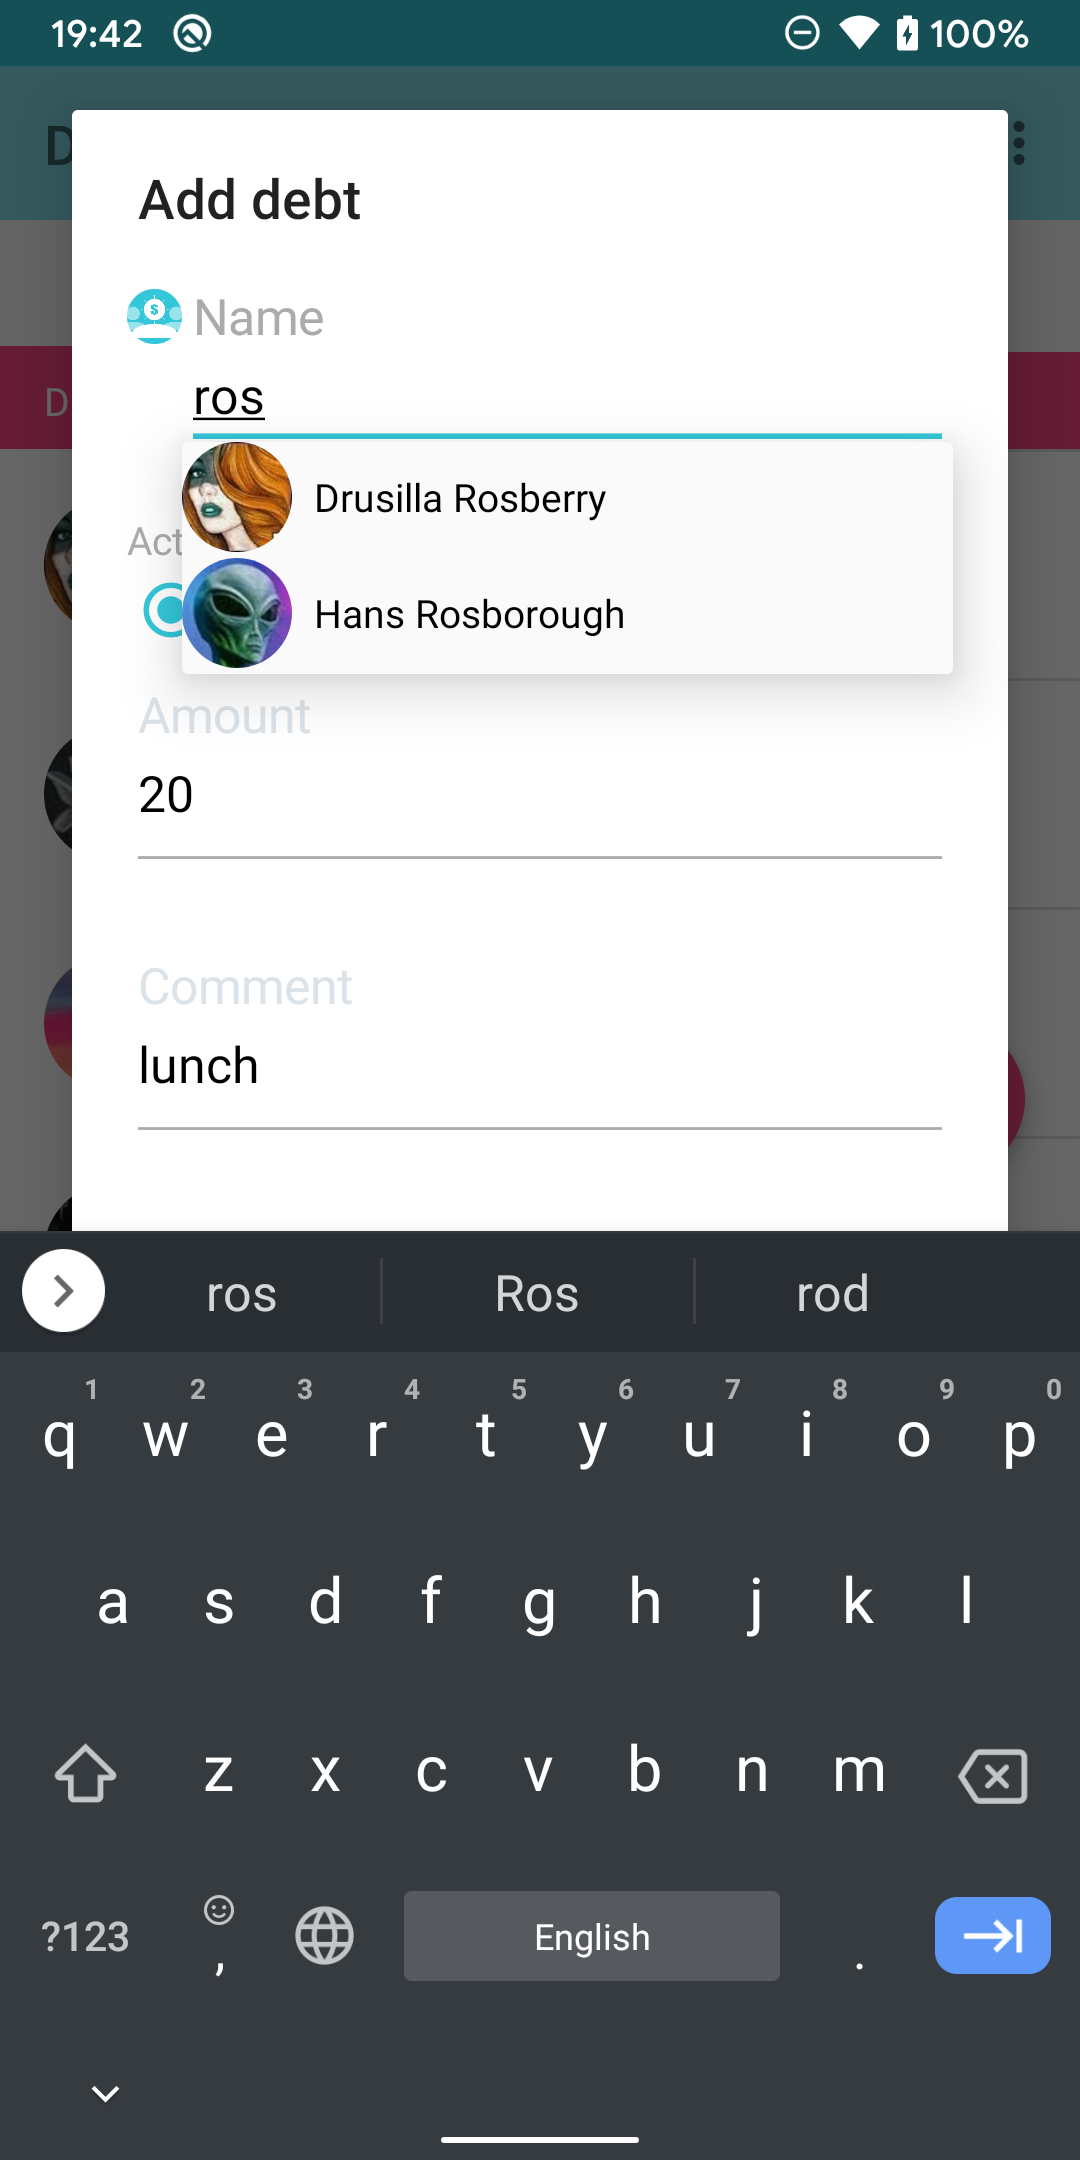 19:42 100%
D
Add debt
Name
ros
D
Drusilla Rosberry
Act
Hans Rosborough
Amount
20
Comment
lunch
ros Ros rod
1 2 3 4 5 6 7 8 9 0
q w e r t y u i o p
a s d f g h j k l
z x c v b n m
?123 , English .